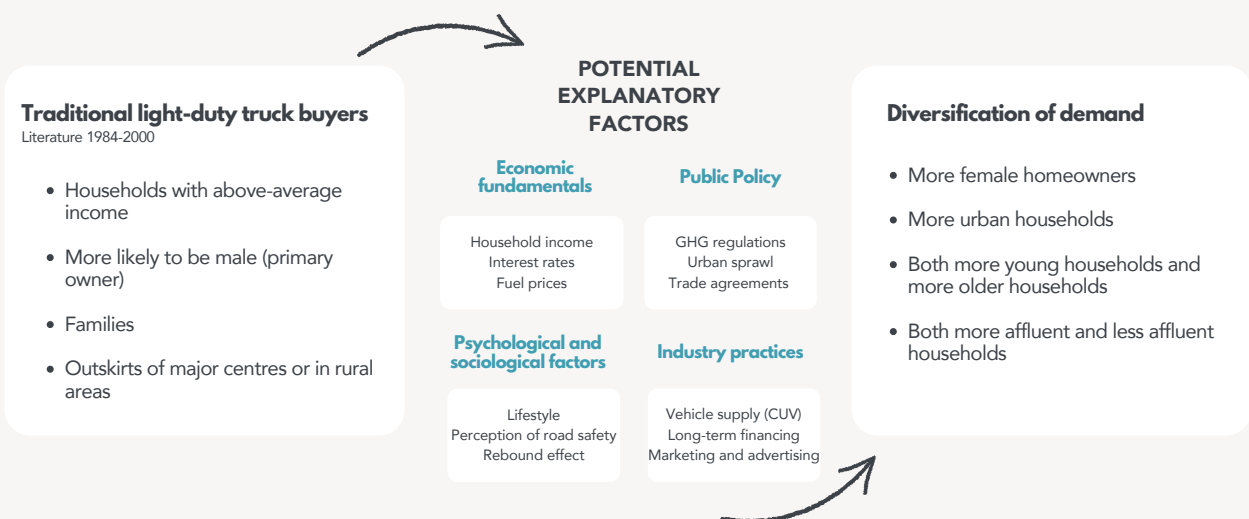 Traditional light-duty truck buyers
Literature 1984-2000
• Households with above-average
income
• More likely to be male (primary
owner)
• Families
• Outskirts of major centres or in rural
areas
POTENTIAL
EXPLANATORY
FACTORS
Economic
fundamentals
Household income
Interest rates
Fuel prices
Public Policy
GHG regulations
Urban sprawl
Trade agreements
Psychological and
sociological factors
Lifestyle
Perception of road safety
Rebound effect
Industry practices
Vehicle supply (CUV)
Long-term financing
Marketing and advertising
Diversification of demand
• More female homeowners
• More urban households
• Both more young households and
more older households
• Both more affluent and less affluent
households